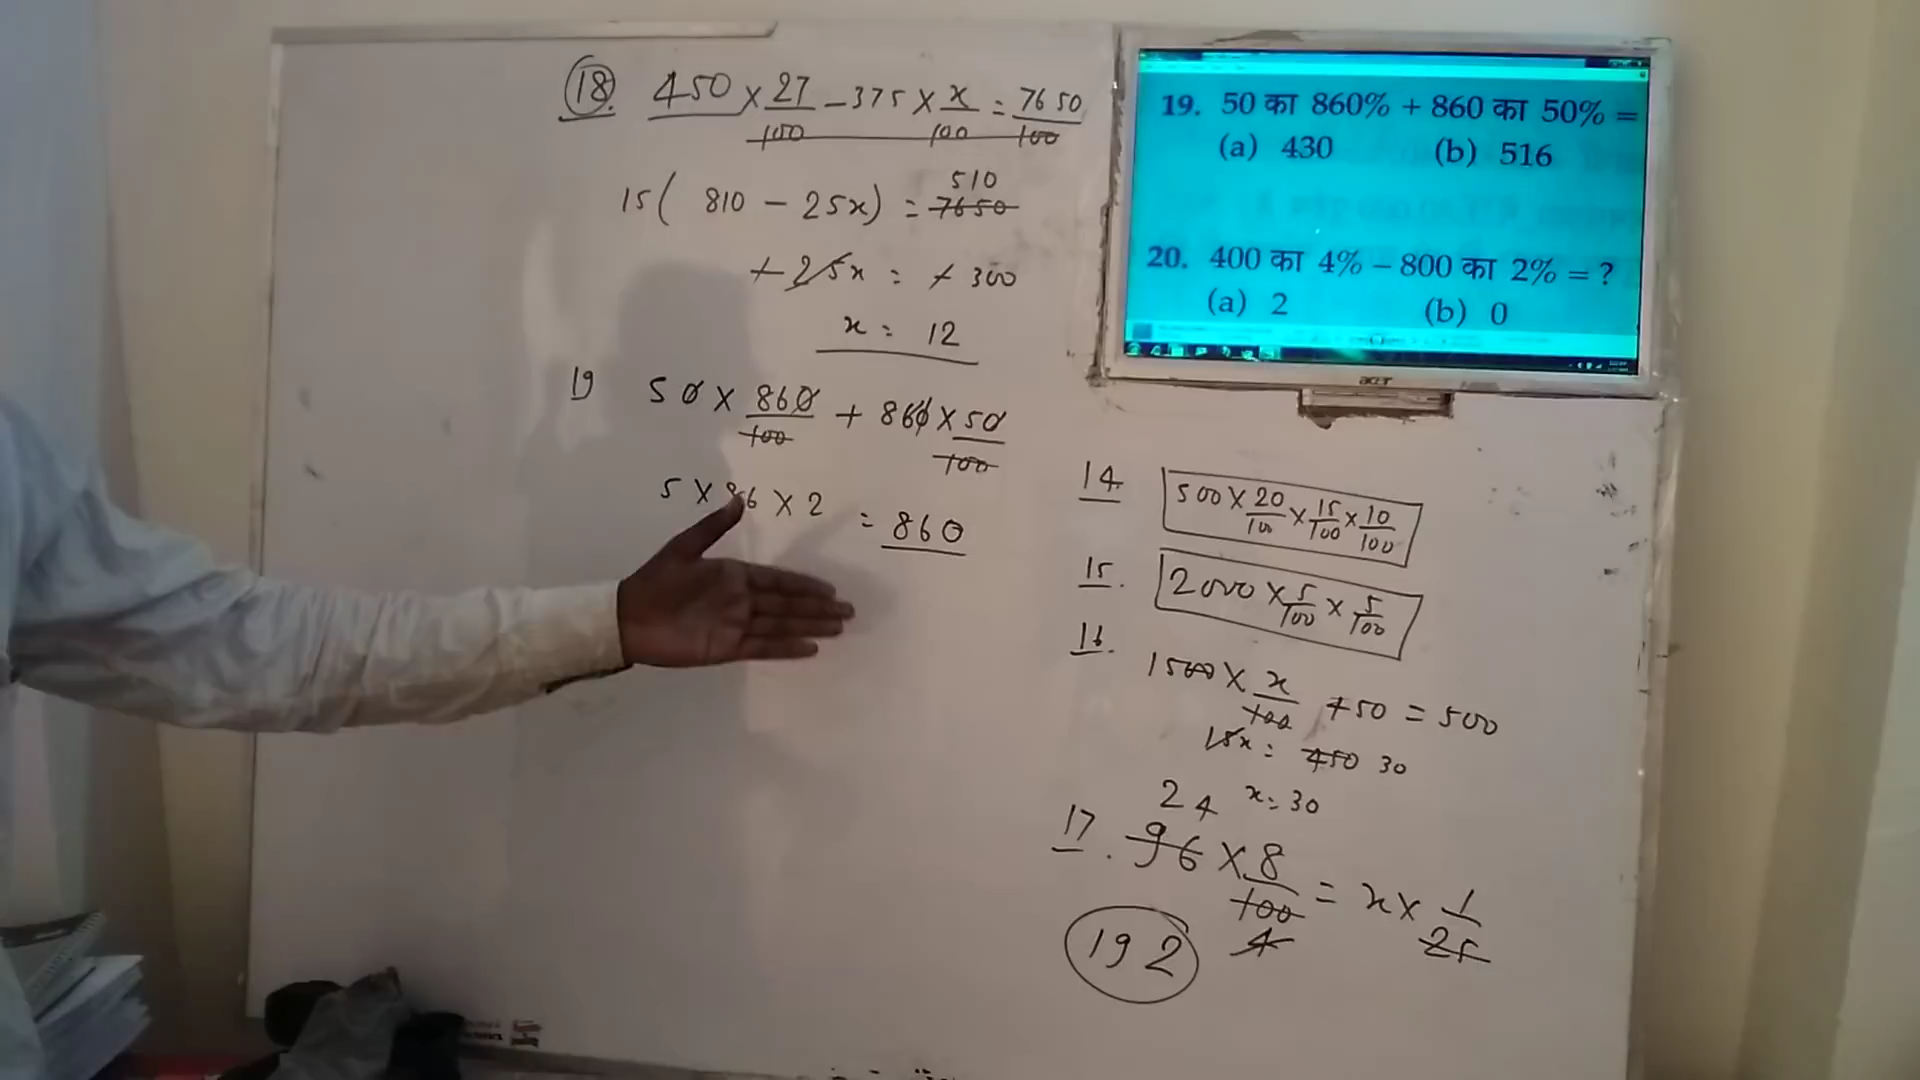 18. 450 × 27/100 - 375 × x/100 = 7650/100
510
15( 810 - 25x) = 7650
+ 25x = + 300
x = 12
19 50 × 860/100 + 860 × 50/100
5 × 86 × 2 = 860
19. 50 का 860% + 860 का 50% =
(a) 430 (b) 516
20. 400 का 4% – 800 का 2% = ?
(a) 2 (b) 0
acer
14. 500 × 20/100 × 15/100 × 10/100
15. 2000 × 5/100 × 5/100
16. 1500 × x/100 + 50 = 500
15x = 450 30
x = 30
24
17. 96 × 8/100 = x × 1/25
4
192